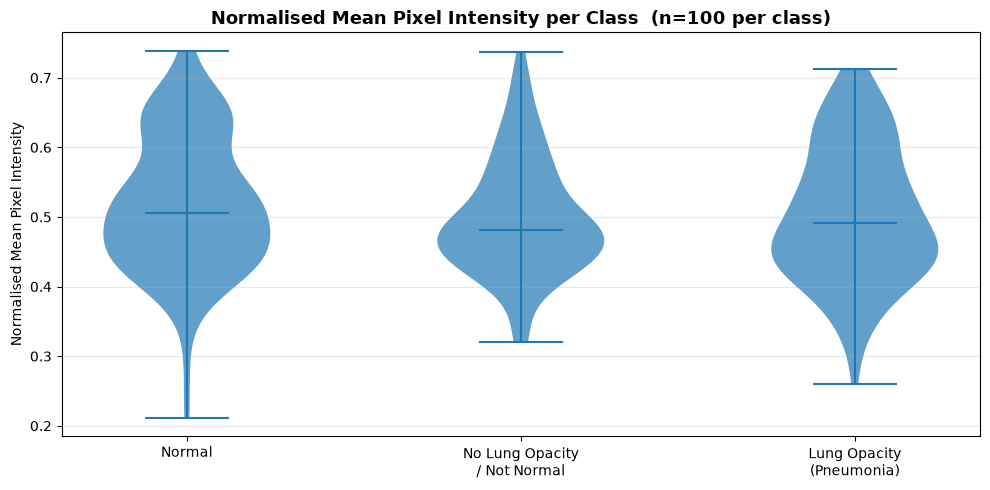 Normalised Mean Pixel Intensity per Class  (n=100 per class)
Normalised Mean Pixel Intensity
0.7
0.6
0.5
0.4
0.3
0.2
Normal
No Lung Opacity
/ Not Normal
Lung Opacity
(Pneumonia)